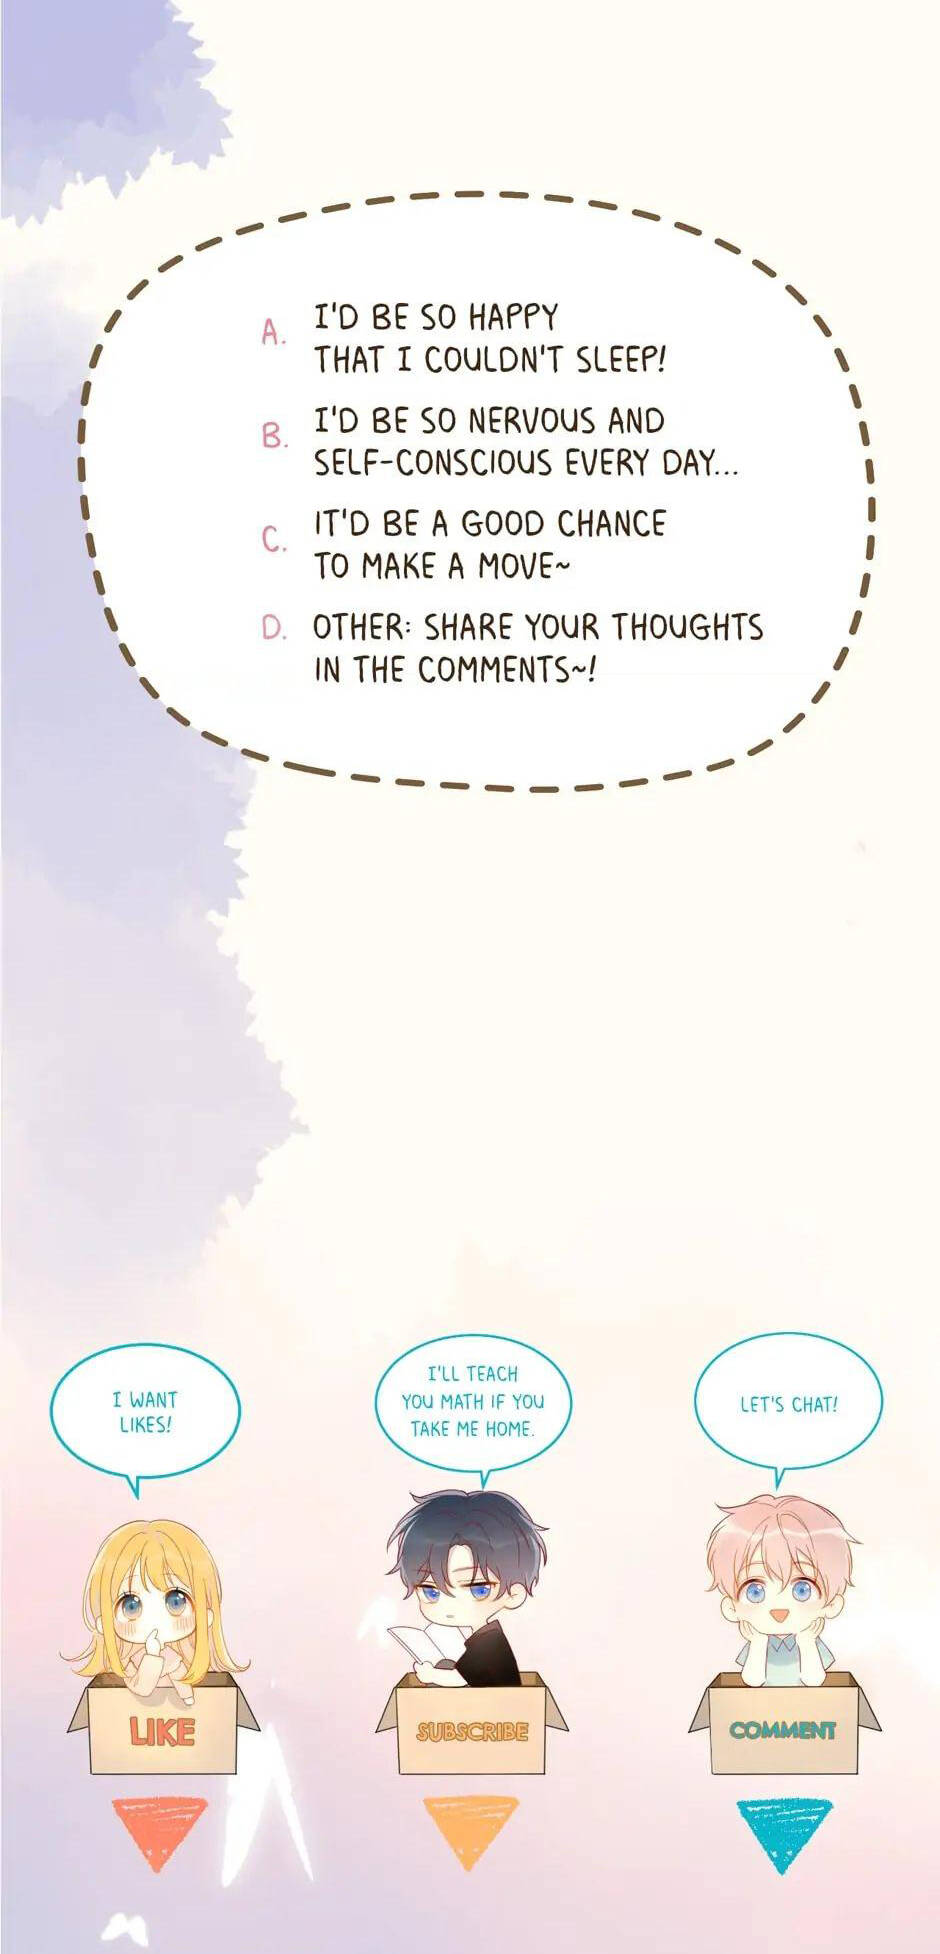 A. I'D BE SO HAPPY
THAT I COULDN'T SLEEP!
B. I'D BE SO NERVOUS AND
SELF-CONSCIOUS EVERY DAY...
C. IT'D BE A GOOD CHANCE
TO MAKE A MOVE~
D. OTHER: SHARE YOUR THOUGHTS
IN THE COMMENTS~!
I WANT
LIKES!
I'LL TEACH
YOU MATH IF YOU
TAKE ME HOME.
LET'S CHAT!
LIKE
SUBSCRIBE
COMMENT